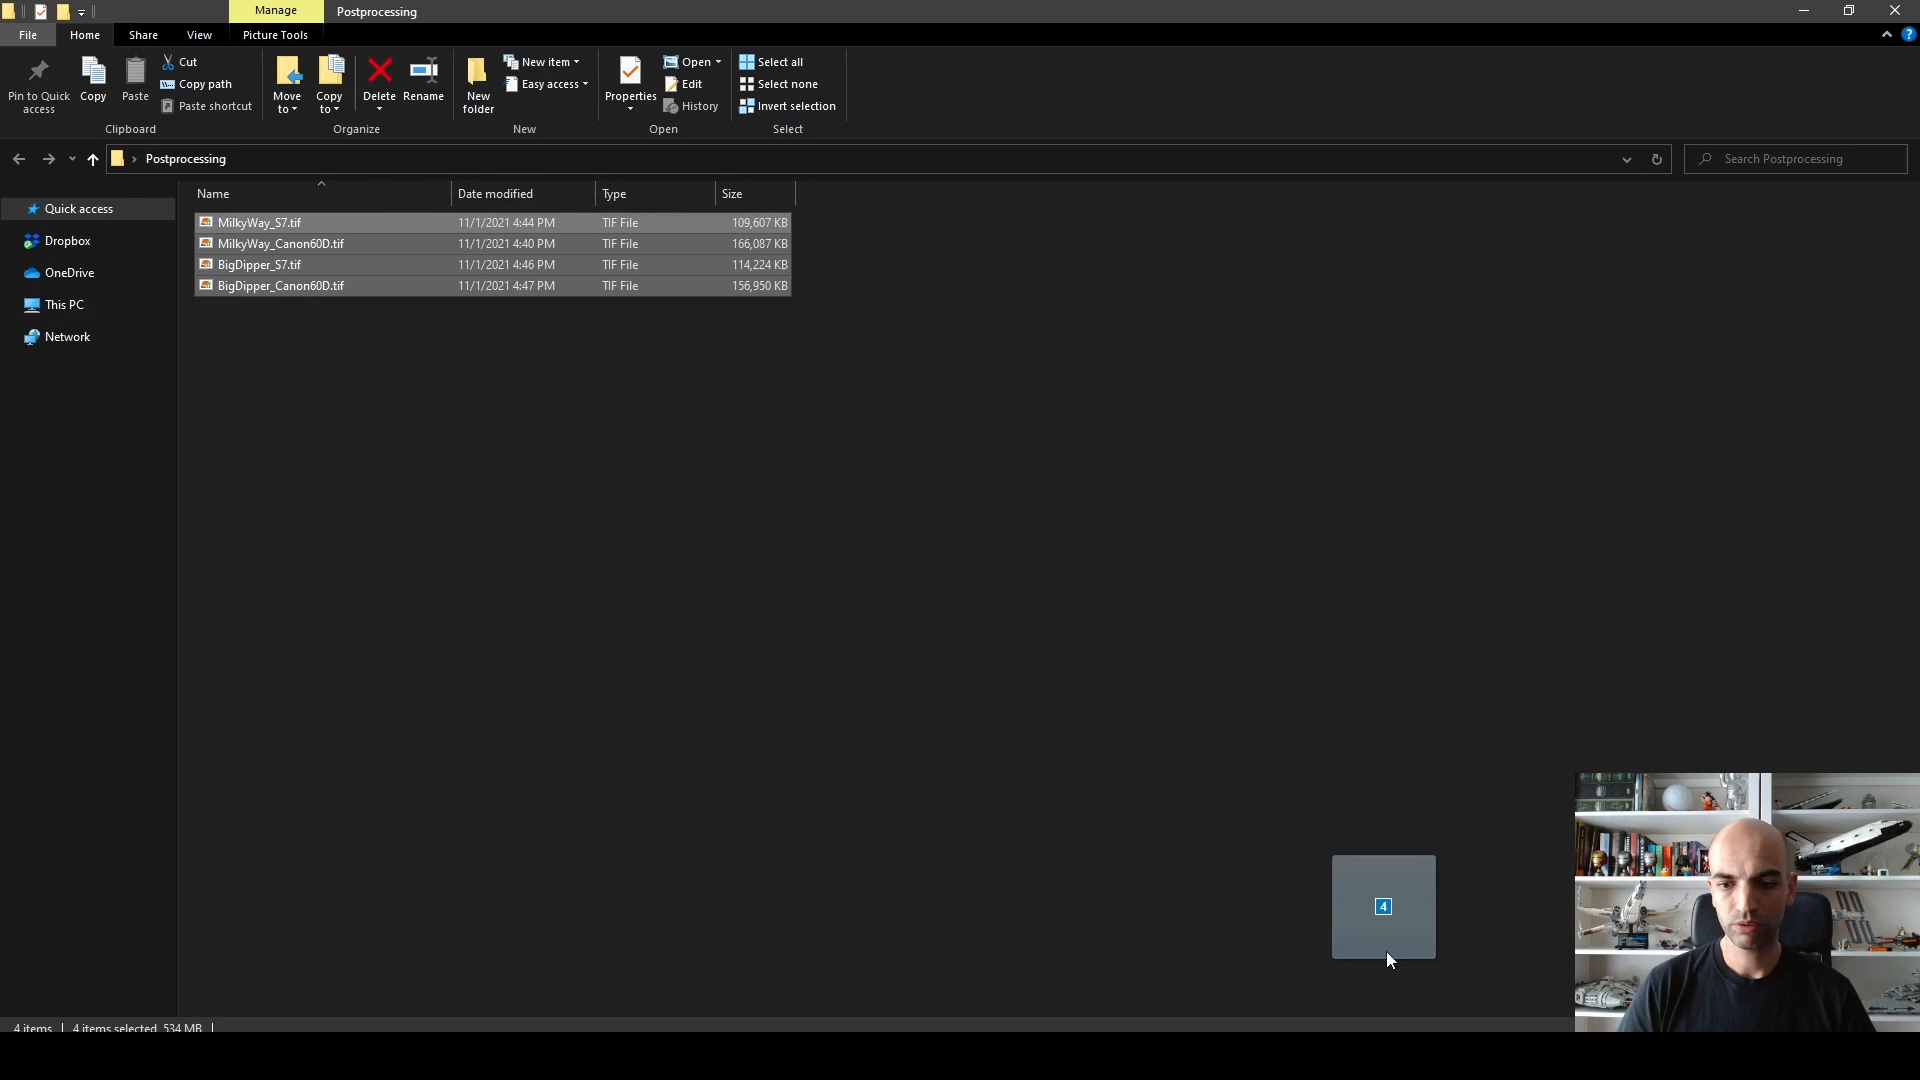 Manage
Postprocessing
File
Home
Share
View
Picture Tools
Pin to Quick
access
Copy
Paste
Cut
Copy path
Paste shortcut
Clipboard
Move
to
Copy
to
Delete
Rename
Organize
New
folder
New item
Easy access
New
Properties
Open
Edit
History
Open
Select all
Select none
Invert selection
Select
Postprocessing
Search Postprocessing
Name
Date modified
Type
Size
Quick access
Dropbox
OneDrive
This PC
Network
MilkyWay_S7.tif 11/1/2021 4:44 PM TIF File 109,607 KB
MilkyWay_Canon60D.tif 11/1/2021 4:40 PM TIF File 166,087 KB
BigDipper_S7.tif 11/1/2021 4:46 PM TIF File 114,224 KB
BigDipper_Canon60D.tif 11/1/2021 4:47 PM TIF File 156,950 KB
4
4 items
4 items selected 534 MB